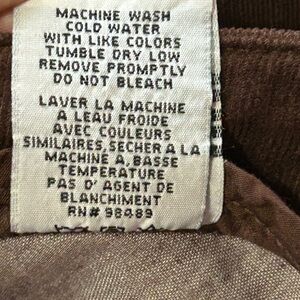 MACHINE WASH
COLD WATER
WITH LIKE COLORS
TUMBLE DRY LOW
REMOVE PROMPTLY
DO NOT BLEACH
LAVER LA MACHINE
A LEAU FROIDE
AVEC COULEURS
SIMILAIRES, SECHER A LA
MACHINE A, BASSE
TEMPERATURE
PAS D' AGENT DE
BLANCHIMENT
RN# 98489